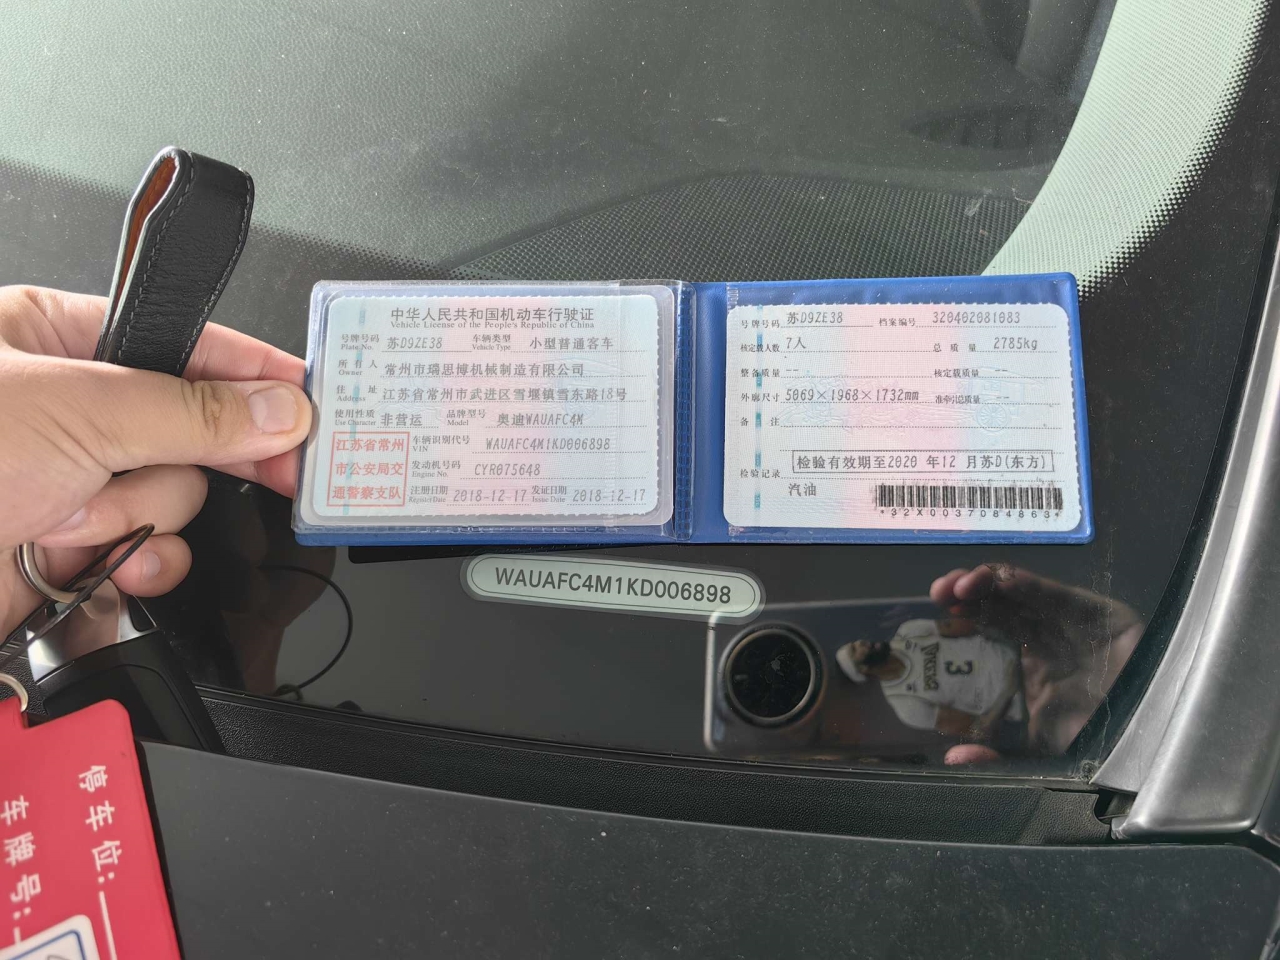 中华人民共和国机动车行驶证
Vehicle License of the People's Republic of China
号牌号码 苏D9ZE38 车辆类型 小型普通客车
Plate No. Vehicle Type
所有人 常州市瑞思博机械制造有限公司
Owner
住址 江苏省常州市武进区雪堰镇雪东路18号
Address
使用性质 非营运 品牌型号 奥迪WAUAFC4M
Use Character Model
江苏省常州
市公安局交
通警察支队
车辆识别代号 WAUAFC4M1KD006898
VIN
发动机号码 CYR075648
Engine No.
注册日期 2018-12-17 发证日期 2018-12-17
Register Date Issue Date
号牌号码 苏D9ZE38 档案编号 320402081083
核定载人数 7人 总质量 2785kg
整备质量 -- 核定载质量 --
外廓尺寸 5069×1968×1732mm 准牵引总质量 --
备注
检验有效期至2020年12月苏D(东方)
检验记录
汽油
*32X0037084863*
WAUAFC4M1KD006898
3
停车位:
车牌号: